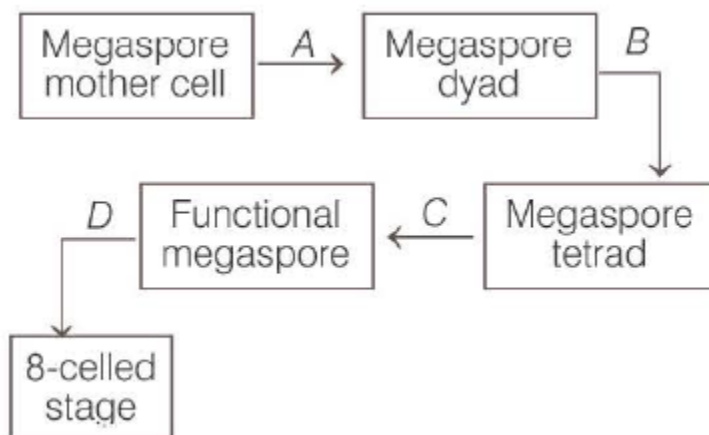 Megaspore
mother cell
A
Megaspore
dyad
B
Megaspore
tetrad
C
Functional
megaspore
D
8-celled
stage